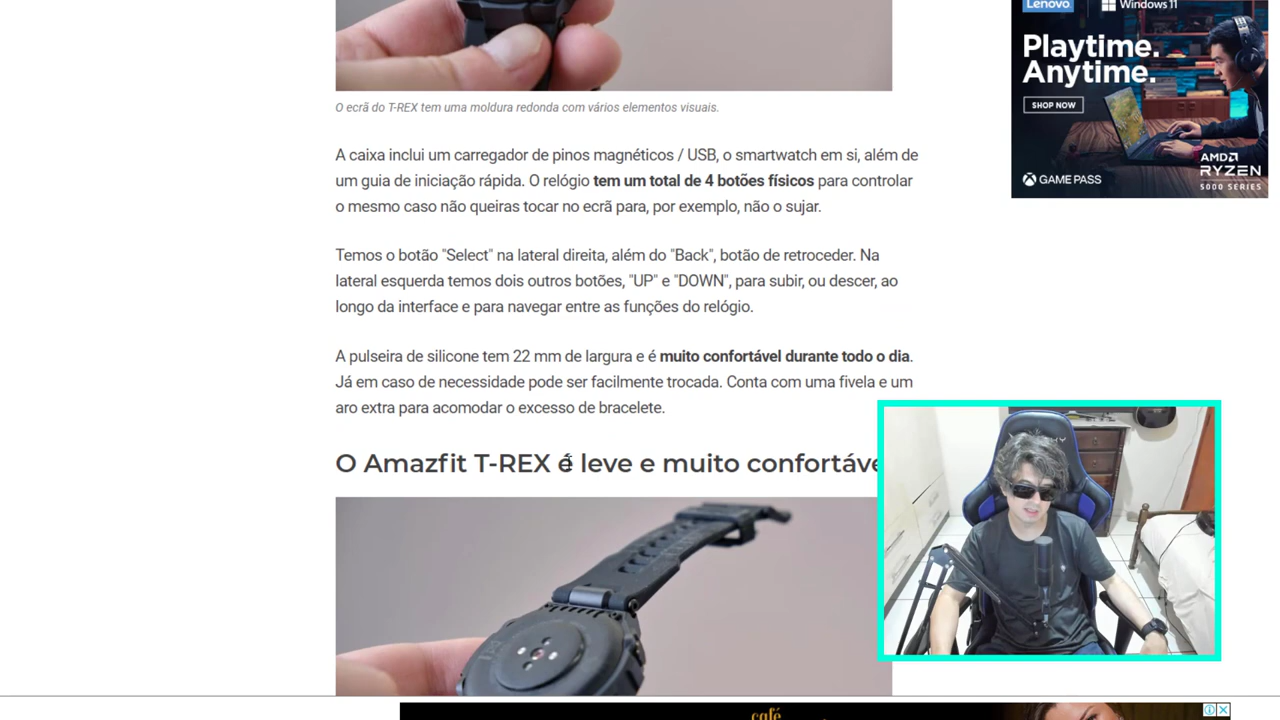 Lenovo
Windows 11
Playtime.
Anytime.
SHOP NOW
GAME PASS
AMD
RYZEN
5000 SERIES
O ecrã do T-REX tem uma moldura redonda com vários elementos visuais.
A caixa inclui um carregador de pinos magnéticos / USB, o smartwatch em si, além de
um guia de iniciação rápida. O relógio tem um total de 4 botões físicos para controlar
o mesmo caso não queiras tocar no ecrã para, por exemplo, não o sujar.
Temos o botão "Select" na lateral direita, além do "Back", botão de retroceder. Na
lateral esquerda temos dois outros botões, "UP" e "DOWN", para subir, ou descer, ao
longo da interface e para navegar entre as funções do relógio.
A pulseira de silicone tem 22 mm de largura e é muito confortável durante todo o dia.
Já em caso de necessidade pode ser facilmente trocada. Conta com uma fivela e um
aro extra para acomodar o excesso de bracelete.
O Amazfit T-REX é leve e muito confortáve
café